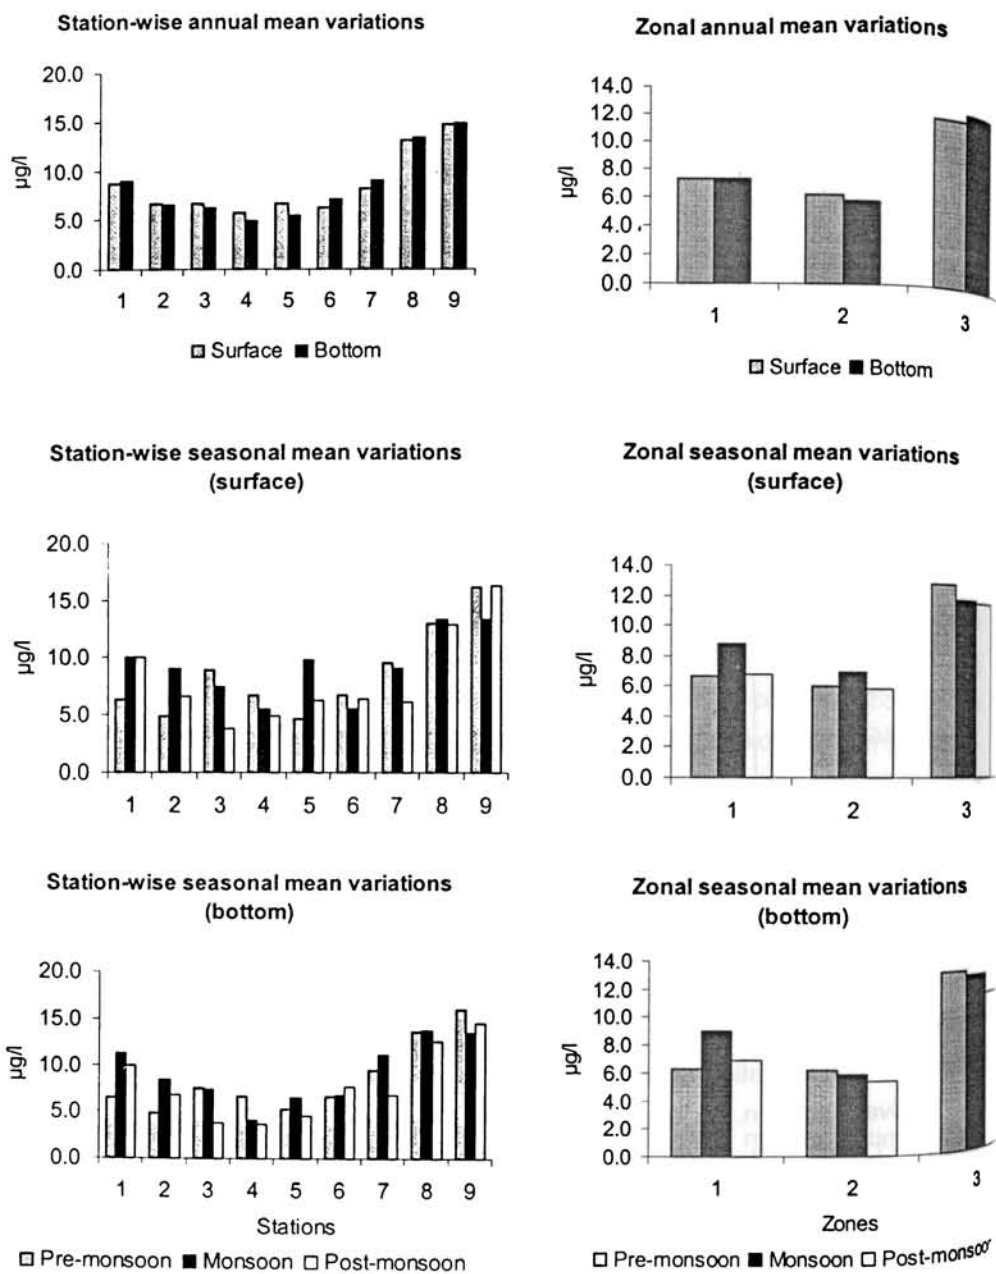 Station-wise annual mean variations
20.0
15.0
10.0
5.0
0.0
µg/l
1 2 3 4 5 6 7 8 9
Surface Bottom
Zonal annual mean variations
14.0
12.0
10.0
8.0
6.0
4.0
2.0
0.0
µg/l
1 2 3
Surface Bottom
Station-wise seasonal mean variations
(surface)
20.0
15.0
10.0
5.0
0.0
µg/l
1 2 3 4 5 6 7 8 9
Zonal seasonal mean variations
(surface)
14.0
12.0
10.0
8.0
6.0
4.0
2.0
0.0
µg/l
1 2 3
Station-wise seasonal mean variations
(bottom)
20.0
15.0
10.0
5.0
0.0
µg/l
1 2 3 4 5 6 7 8 9
Stations
Pre-monsoon Monsoon Post-monsoon
Zonal seasonal mean variations
(bottom)
14.0
12.0
10.0
8.0
6.0
4.0
2.0
0.0
µg/l
1 2 3
Zones
Pre-monsoon Monsoon Post-monsoo